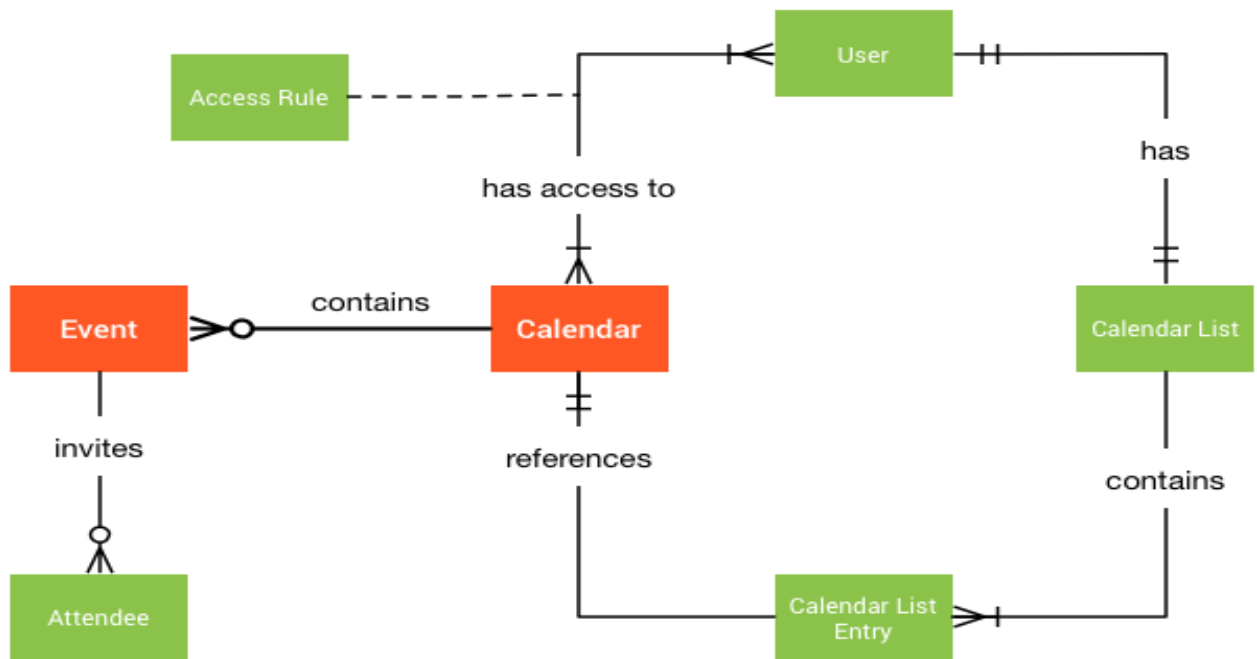 User
Access Rule
has
has access to
contains
Event
Calendar
Calendar List
invites
references
contains
Calendar List
Entry
Attendee